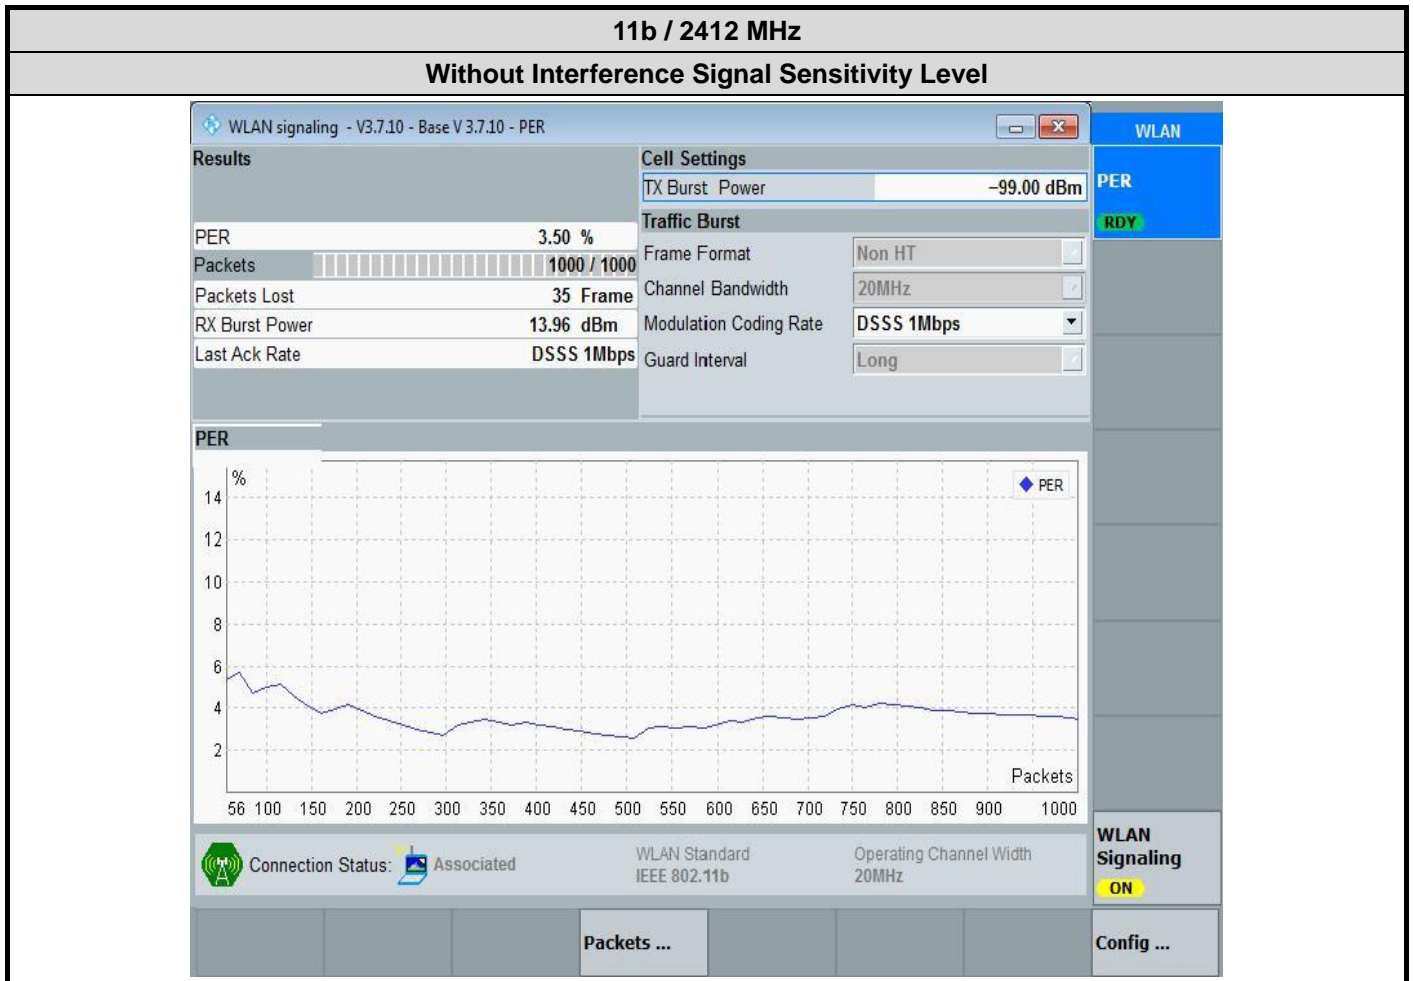 11b / 2412 MHz
Without Interference Signal Sensitivity Level
WLAN signaling - V3.7.10 - Base V 3.7.10 - PER
WLAN
Results
Cell Settings
TX Burst Power −99.00 dBm
PER
RDY
Traffic Burst
PER 3.50 %
Frame Format Non HT
Packets 1000 / 1000
Channel Bandwidth 20MHz
Packets Lost 35 Frame
RX Burst Power 13.96 dBm
Modulation Coding Rate DSSS 1Mbps
Last Ack Rate DSSS 1Mbps
Guard Interval Long
PER
%
PER
14
12
10
8
6
4
2
Packets
56 100 150 200 250 300 350 400 450 500 550 600 650 700 750 800 850 900 1000
Connection Status: Associated
WLAN Standard
IEEE 802.11b
Operating Channel Width
20MHz
WLAN
Signaling
ON
Packets ...
Config ...